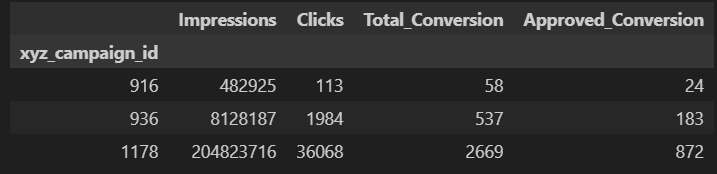 Impressions Clicks Total_Conversion Approved_Conversion
xyz_campaign_id
916 482925 113 58 24
936 8128187 1984 537 183
1178 204823716 36068 2669 872